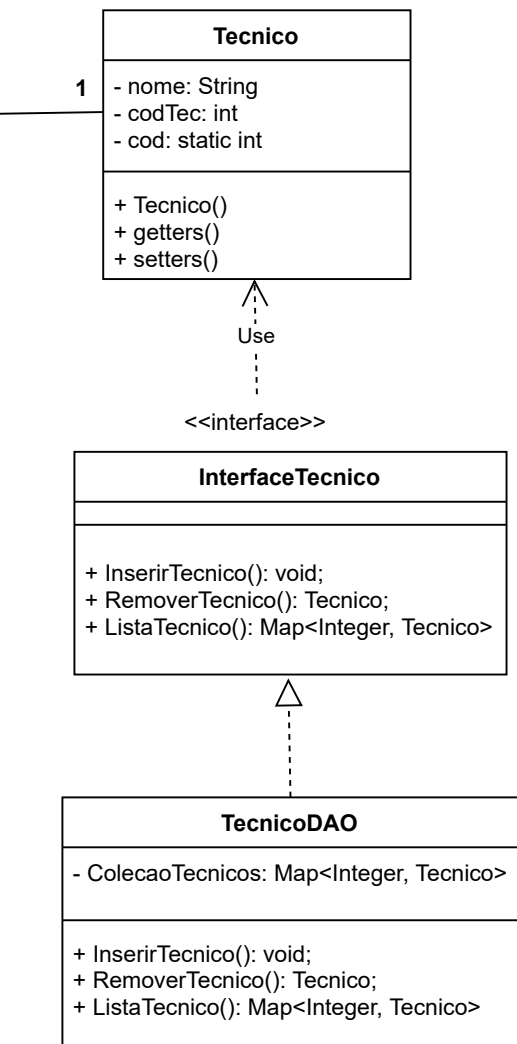 Tecnico
1
- nome: String
- codTec: int
- cod: static int
+ Tecnico()
+ getters()
+ setters()
Use
<<interface>>
InterfaceTecnico
+ InserirTecnico(): void;
+ RemoverTecnico(): Tecnico;
+ ListaTecnico(): Map<Integer, Tecnico>
TecnicoDAO
- ColecaoTecnicos: Map<Integer, Tecnico>
+ InserirTecnico(): void;
+ RemoverTecnico(): Tecnico;
+ ListaTecnico(): Map<Integer, Tecnico>